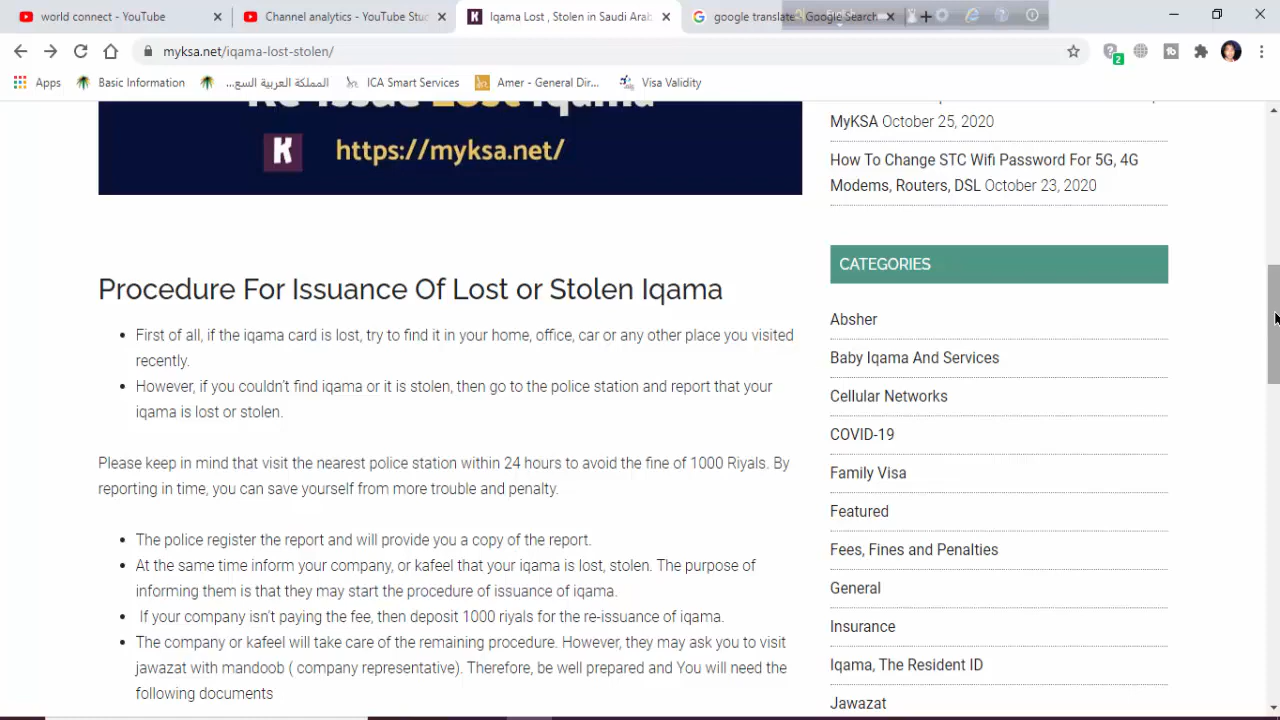 world connect - YouTube
Channel analytics - YouTube Stu
Iqama Lost , Stolen in Saudi Arab
google translate - Google Search
myksa.net/iqama-lost-stolen/
2
Apps
Basic Information
المملكة العربية السع...
ICA Smart Services
Amer - General Dir...
Visa Validity
Re-Issue Lost Iqama
K
https://myksa.net/
MyKSA October 25, 2020
How To Change STC Wifi Password For 5G, 4G
Modems, Routers, DSL October 23, 2020
CATEGORIES
Procedure For Issuance Of Lost or Stolen Iqama
Absher
First of all, if the iqama card is lost, try to find it in your home, office, car or any other place you visited
recently.
Baby Iqama And Services
However, if you couldn't find iqama or it is stolen, then go to the police station and report that your
iqama is lost or stolen.
Cellular Networks
COVID-19
Please keep in mind that visit the nearest police station within 24 hours to avoid the fine of 1000 Riyals. By
reporting in time, you can save yourself from more trouble and penalty.
Family Visa
Featured
The police register the report and will provide you a copy of the report.
Fees, Fines and Penalties
At the same time inform your company, or kafeel that your iqama is lost, stolen. The purpose of
informing them is that they may start the procedure of issuance of iqama.
General
If your company isn't paying the fee, then deposit 1000 riyals for the re-issuance of iqama.
Insurance
The company or kafeel will take care of the remaining procedure. However, they may ask you to visit
jawazat with mandoob ( company representative). Therefore, be well prepared and You will need the
following documents
Iqama, The Resident ID
Jawazat